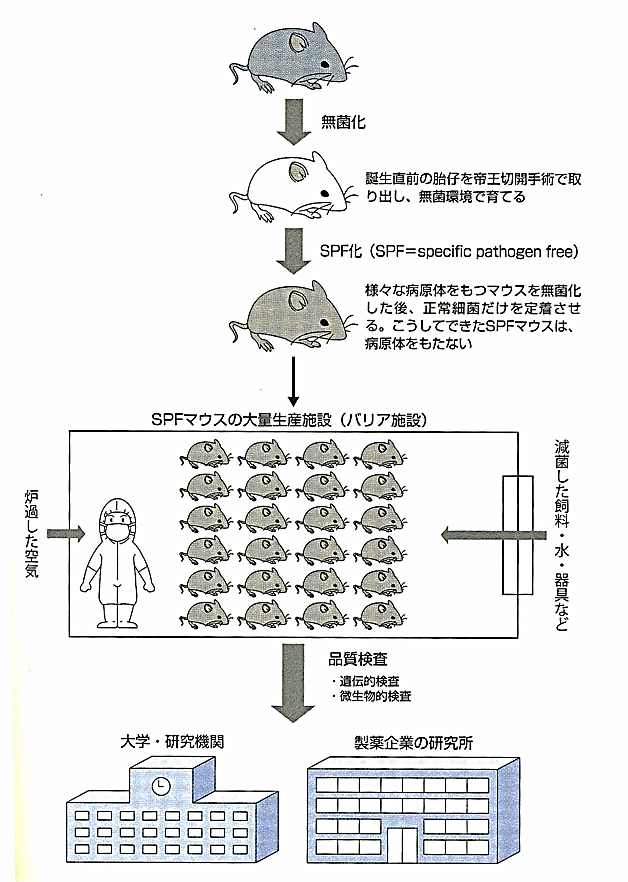 無菌化
誕生直前の胎仔を帝王切開手術で取
り出し、無菌環境で育てる
SPF化（SPF=specific pathogen free）
様々な病原体をもつマウスを無菌化
した後、正常細菌だけを定着させ
る。こうしてできたSPFマウスは、
病原体をもたない
SPFマウスの大量生産施設（バリア施設）
炉過した空気
減菌した飼料・水・器具など
品質検査
・遺伝的検査
・微生物的検査
大学・研究機関
製薬企業の研究所